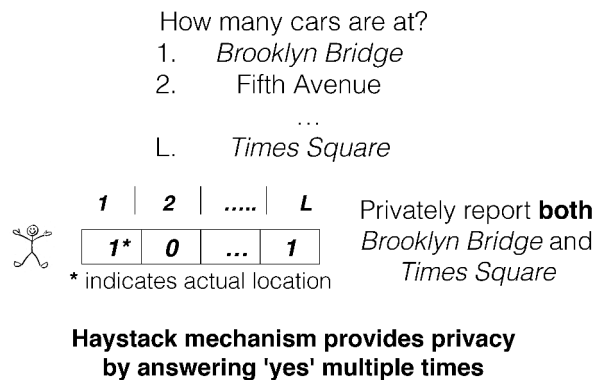 How many cars are at?
1. Brooklyn Bridge
2. Fifth Avenue
...
L. Times Square
1 2 ..... L
1* 0 ... 1
* indicates actual location
Privately report both
Brooklyn Bridge and
Times Square
Haystack mechanism provides privacy
by answering 'yes' multiple times